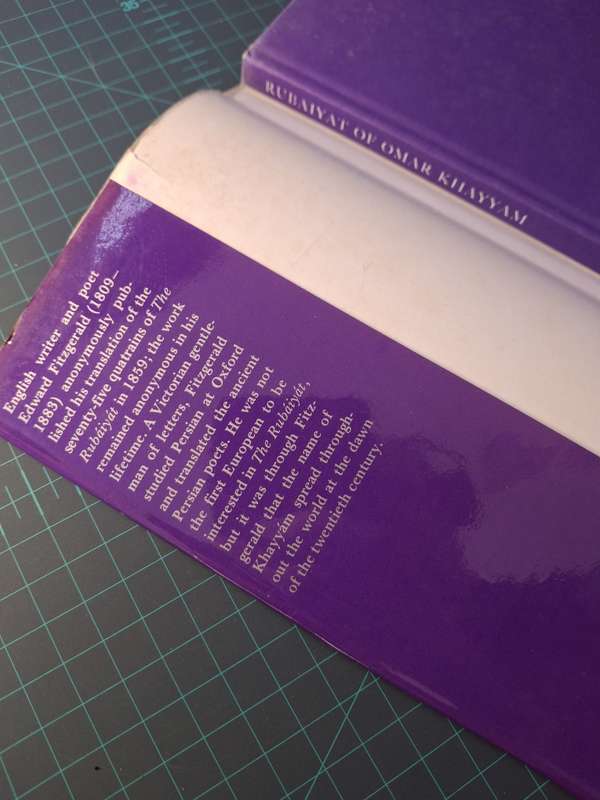 36
RUBAIYAT OF OMAR KHAYYAM
English writer and poet
Edward Fitzgerald (1809–
1889) anonymously pub-
lished his translation of the
seventy-five quatrains of The
Rubáiyát in 1859: the work
remained anonymous in his
lifetime. A Victorian gentle-
man of letters, Fitzgerald
studied Persian at Oxford
and translated the ancient
Persian poets. He was not
the first European to be
interested in The Rubáiyát,
but it was through Fitz-
gerald that the name of
Khayyám spread through-
out the world at the dawn
of the twentieth century.